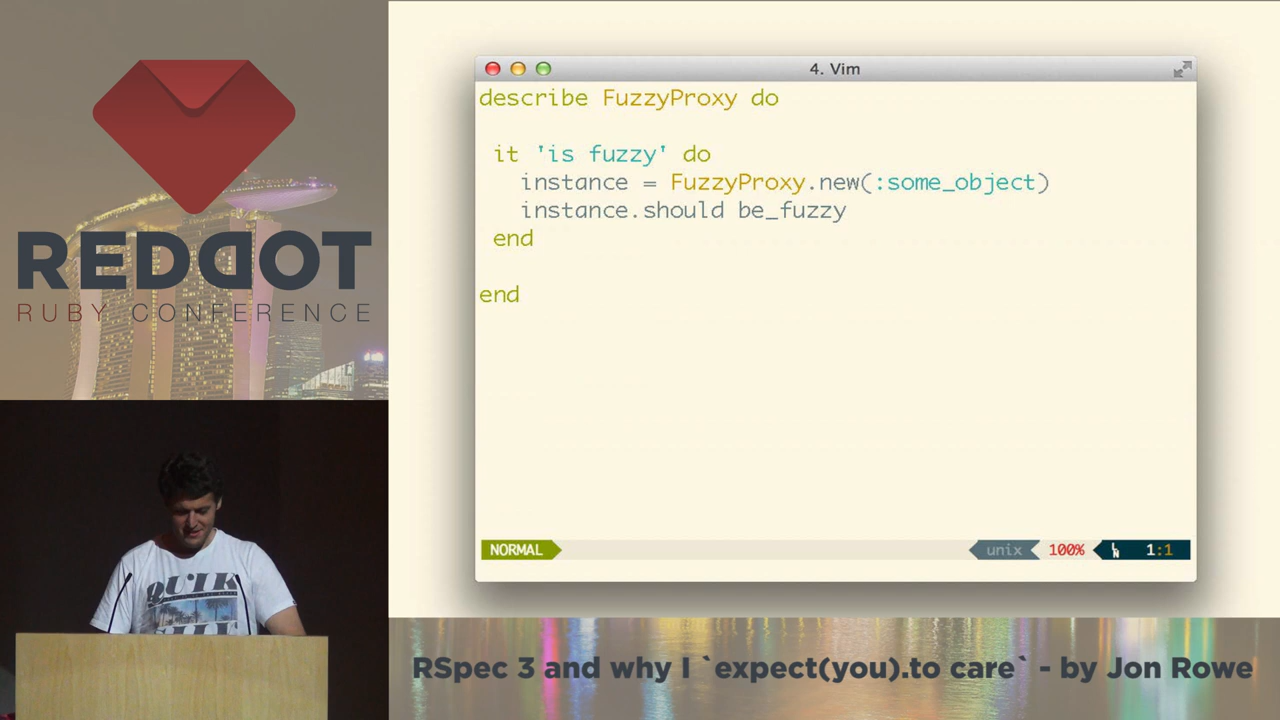 REDDOT
RUBY CONFERENCE
4. Vim
describe FuzzyProxy do
it 'is fuzzy' do
instance = FuzzyProxy.new(:some_object)
instance.should be_fuzzy
end
end
NORMAL
unix
100%
1:1
QUIK
RSpec 3 and why I `expect(you).to care` - by Jon Rowe